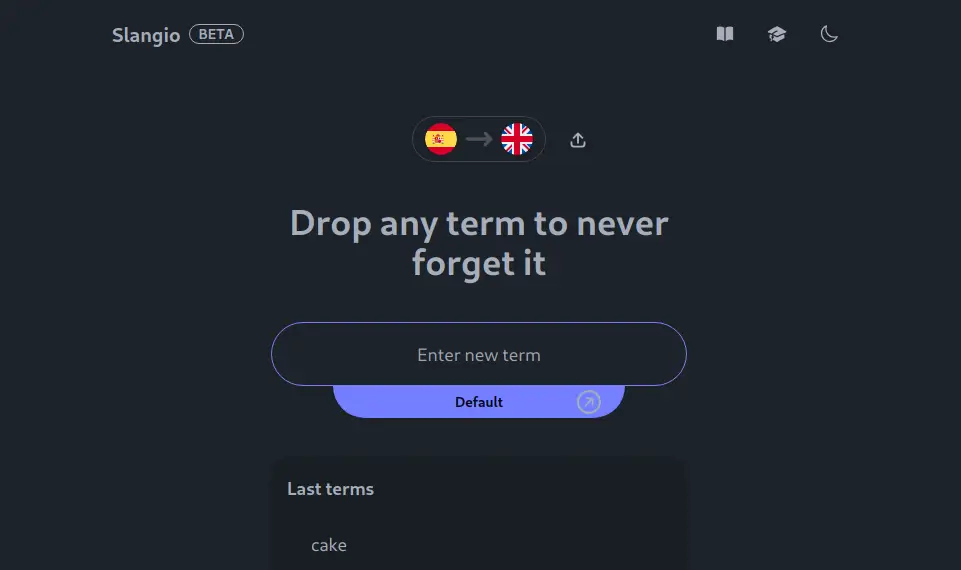 Slangio BETA
Drop any term to never
forget it
Enter new term
Default
Last terms
cake